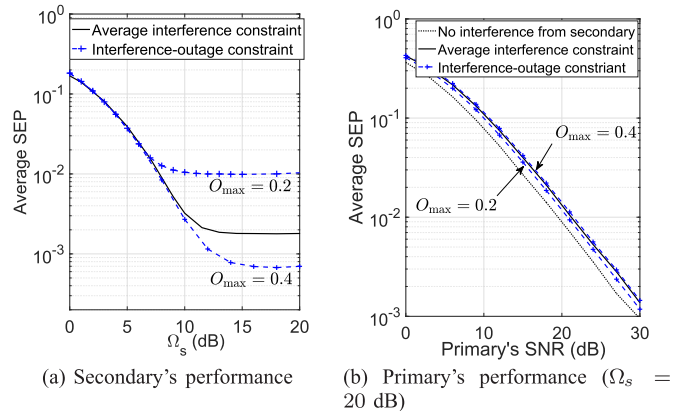 Average interference constraint
Interference-outage constraint
Average SEP
10^0
10^{-1}
10^{-2}
10^{-3}
O_max = 0.2
O_max = 0.4
0 5 10 15 20
Ω_s (dB)
(a) Secondary's performance
No interference from secondary
Average interference constraint
Interference-outage constriant
Average SEP
10^0
10^{-1}
10^{-2}
10^{-3}
O_max = 0.4
O_max = 0.2
0 10 20 30
Primary's SNR (dB)
(b) Primary's performance (Ω_s =
20 dB)